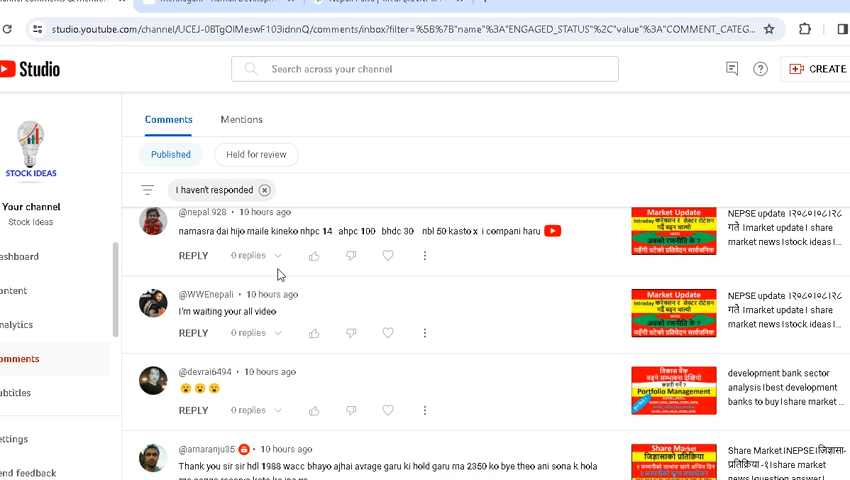 studio.youtube.com/channel/UCEJ-0BTgOIMeswF103idnnQ/comments/inbox?filter=%5B%7B"name"%3A"ENGAGED_STATUS"%2C"value"%3A"COMMENT_CATEG...
Studio
Search across your channel
CREATE
Comments
Mentions
Published
Held for review
I haven't responded
STOCK IDEAS
Your channel
Stock Ideas
ashboard
ontent
nalytics
omments
ubtitles
ettings
end feedback
@nepal.928 • 10 hours ago
namasra dai hijo maile kineko nhpc 14 ahpc 100 bhdc 30 nbl 50 kasto x i compani haru
REPLY 0 replies
Market Update
NEPSE update ।२०८०।०८।२८
गते ।market update । share
market news ।stock ideas ।...
@WWEnepali • 10 hours ago
I'm waiting your all video
REPLY 0 replies
Market Update
NEPSE update ।२०८०।०८।२८
गते ।market update । share
market news ।stock ideas ।...
@devrai6494 • 10 hours ago
😮😮😮
REPLY 0 replies
Portfolio Management
development bank sector
analysis ।best development
banks to buy ।share market ...
@amaranju35 • 10 hours ago
Thank you sir sir hdl 1988 wacc bhayo ajhai avrage garu ki hold garu ma 2350 ko bye theo ani sona k hola
Share Market
Share Market ।NEPSE ।जिज्ञासा-
प्रतिक्रिया -१ ।share market